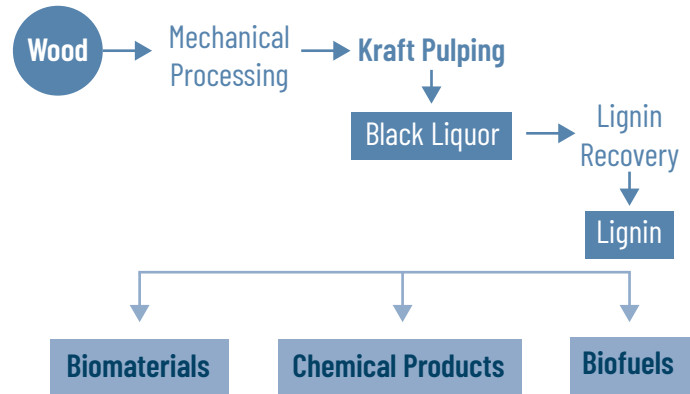 Wood
Mechanical
Processing
Kraft Pulping
Black Liquor
Lignin
Recovery
Lignin
Biomaterials
Chemical Products
Biofuels